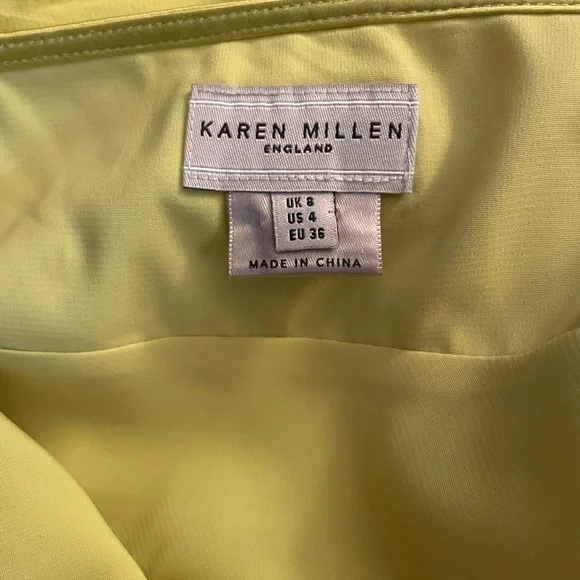 KAREN MILLEN
ENGLAND
UK 8
US 4
EU 36
MADE IN CHINA